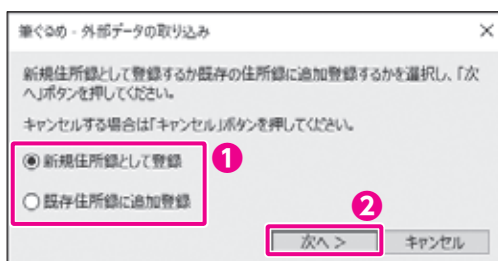 筆ぐるめ - 外部データの取り込み
新規住所録として登録するか既存の住所録に追加登録するかを選択し、「次
へ」ボタンを押してください。
キャンセルする場合は「キャンセル」ボタンを押してください。
新規住所録として登録
1
既存住所録に追加登録
2
次へ >
キャンセル